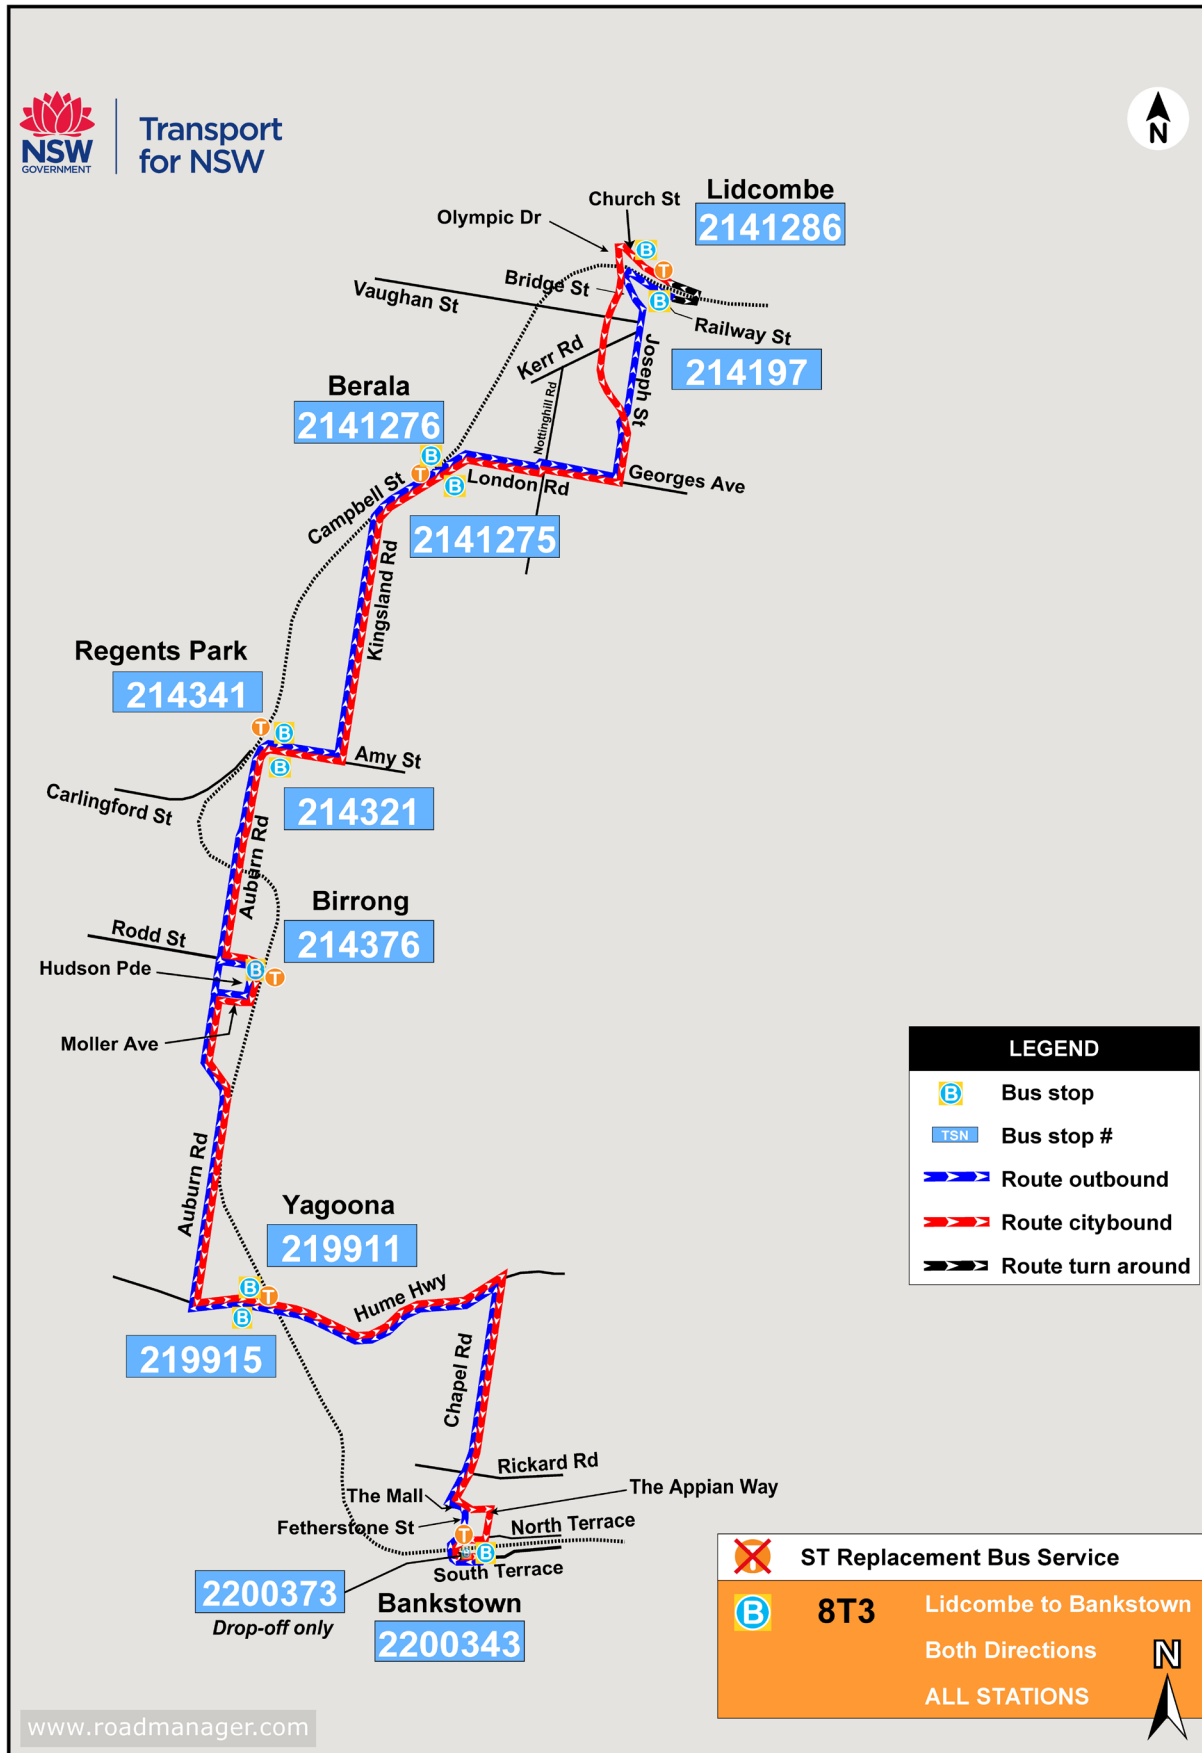 NSW
GOVERNMENT
Transport
for NSW
N
Church St
Lidcombe
2141286
Olympic Dr
Bridge St
Vaughan St
Railway St
214197
Kerr Rd
Joseph St
Nottinghill Rd
Berala
2141276
B
T
Campbell St
London Rd
Georges Ave
2141275
Kingsland Rd
Regents Park
214341
Amy St
Carlingford St
214321
Auburn Rd
Birrong
214376
Rodd St
Hudson Pde
Moller Ave
LEGEND
B Bus stop
TSN Bus stop #
Route outbound
Route citybound
Route turn around
Auburn Rd
Yagoona
219911
Hume Hwy
219915
Chapel Rd
Rickard Rd
The Mall
The Appian Way
Fetherstone St
North Terrace
South Terrace
2200373
Drop-off only
Bankstown
2200343
ST Replacement Bus Service
B 8T3 Lidcombe to Bankstown
Both Directions
ALL STATIONS
N
www.roadmanager.com